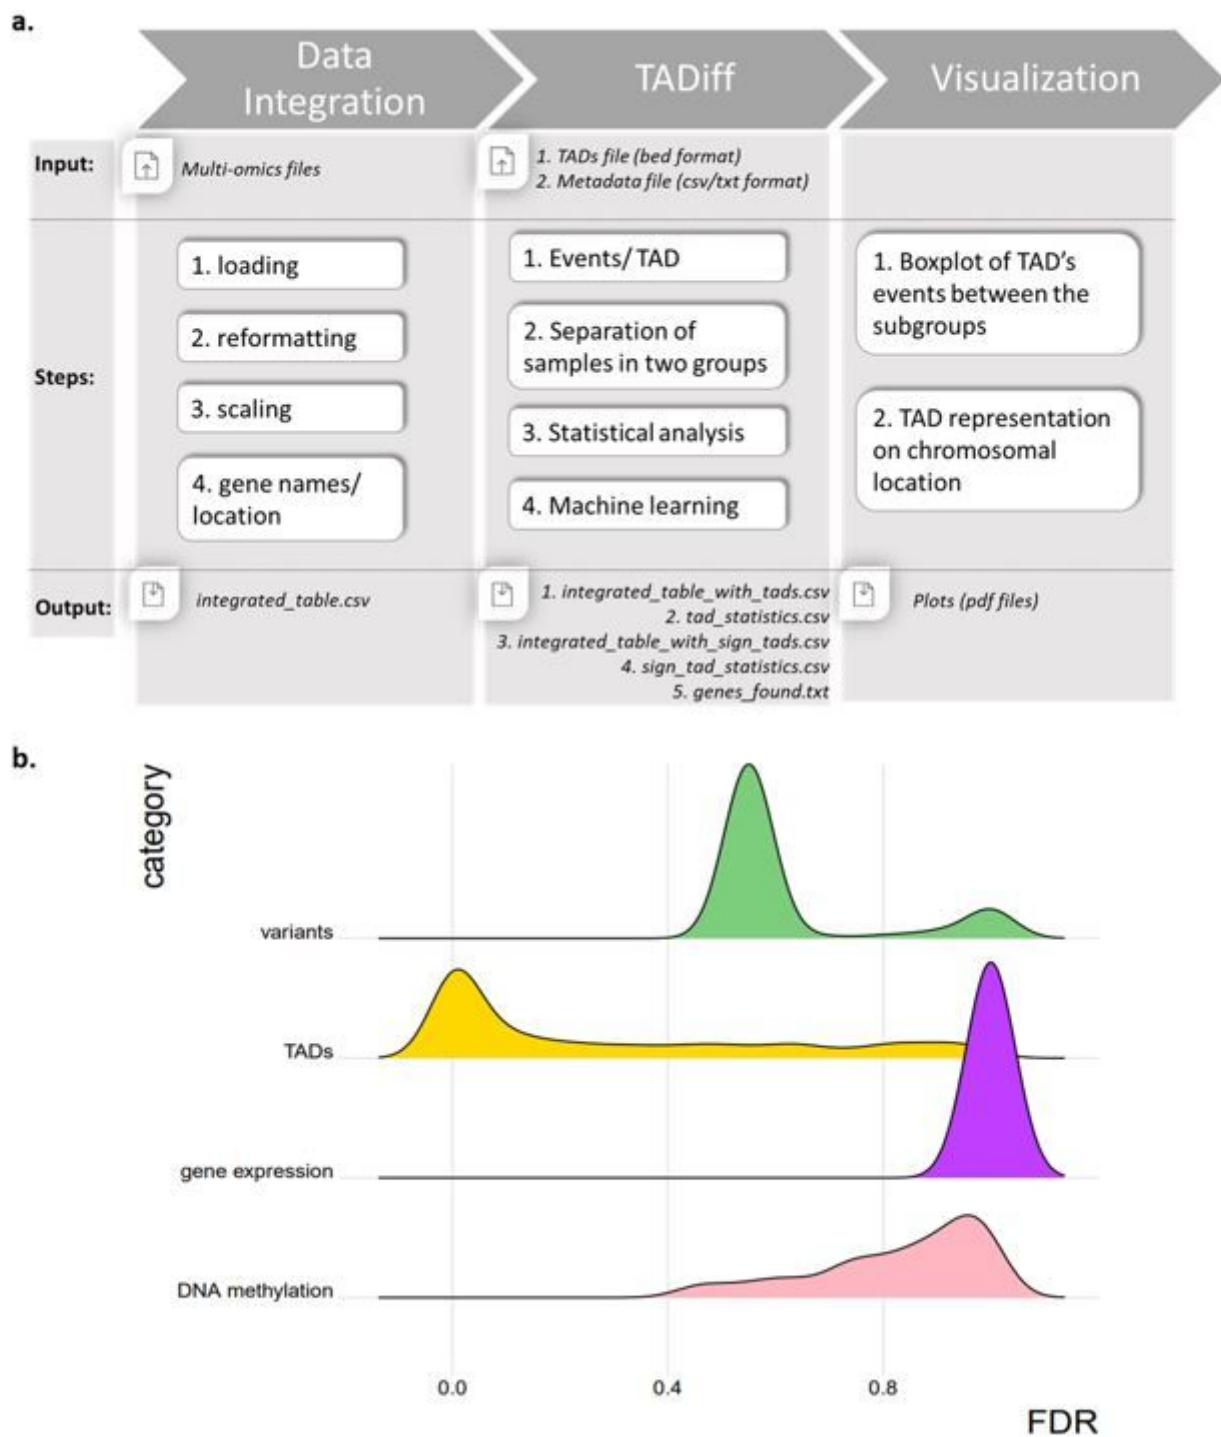 a.
Data
Integration
TADiff
Visualization
Input:
Multi-omics files
1. TADs file (bed format)
2. Metadata file (csv/txt format)
Steps:
1. loading
2. reformatting
3. scaling
4. gene names/
location
1. Events/ TAD
2. Separation of
samples in two groups
3. Statistical analysis
4. Machine learning
1. Boxplot of TAD's
events between the
subgroups
2. TAD representation
on chromosomal
location
Output:
integrated_table.csv
1. integrated_table_with_tads.csv
2. tad_statistics.csv
3. integrated_table_with_sign_tads.csv
4. sign_tad_statistics.csv
5. genes_found.txt
Plots (pdf files)
b.
category
variants
TADs
gene expression
DNA methylation
0.0 0.4 0.8
FDR